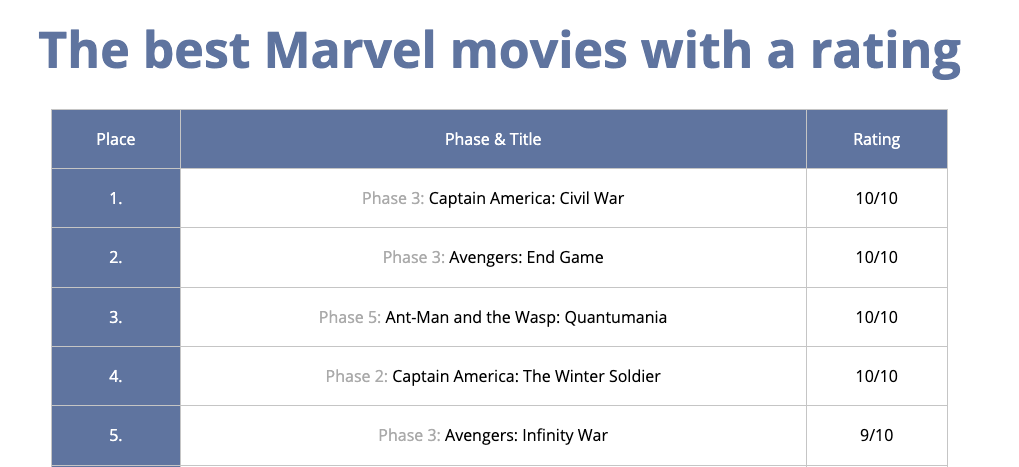 The best Marvel movies with a rating
Place Phase & Title Rating
1. Phase 3: Captain America: Civil War 10/10
2. Phase 3: Avengers: End Game 10/10
3. Phase 5: Ant-Man and the Wasp: Quantumania 10/10
4. Phase 2: Captain America: The Winter Soldier 10/10
5. Phase 3: Avengers: Infinity War 9/10